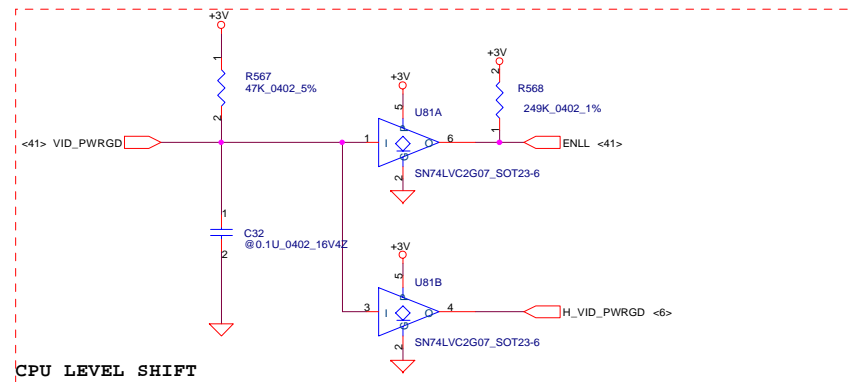 +3V
1
R567
47K_0402_5%
2
+3V
5
U81A
+3V
2
R568
249K_0402_1%
1
<41> VID_PWRGD
1
I
P
G
O
6
ENLL <41>
2
SN74LVC2G07_SOT23-6
1
C32
@0.1U_0402_16V4Z
2
+3V
5
U81B
3
I
P
G
O
4
H_VID_PWRGD <6>
2
SN74LVC2G07_SOT23-6
CPU LEVEL SHIFT